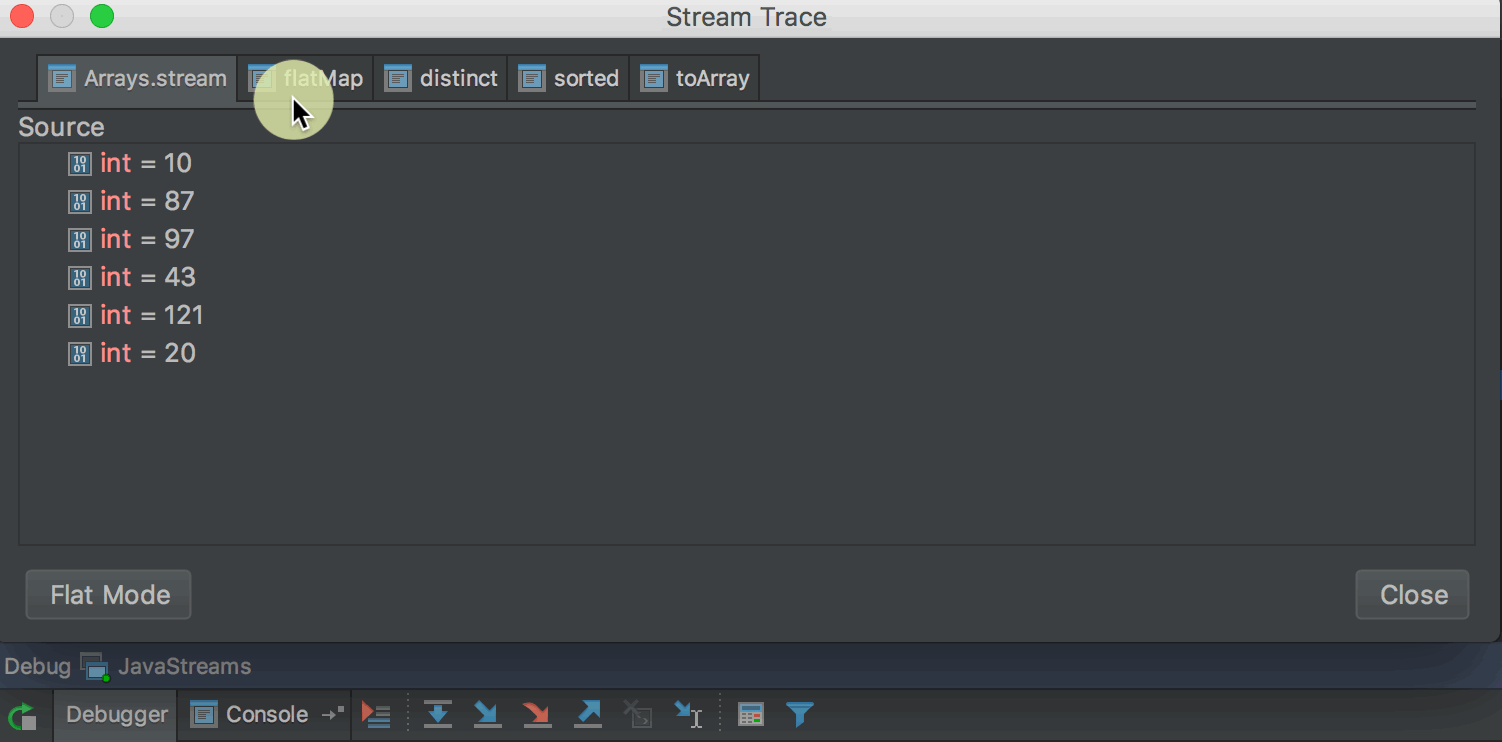 Stream Trace
Arrays.stream flatMap distinct sorted toArray
Source
int = 10
int = 87
int = 97
int = 43
int = 121
int = 20
Flat Mode Close
Debug JavaStreams
Debugger Console